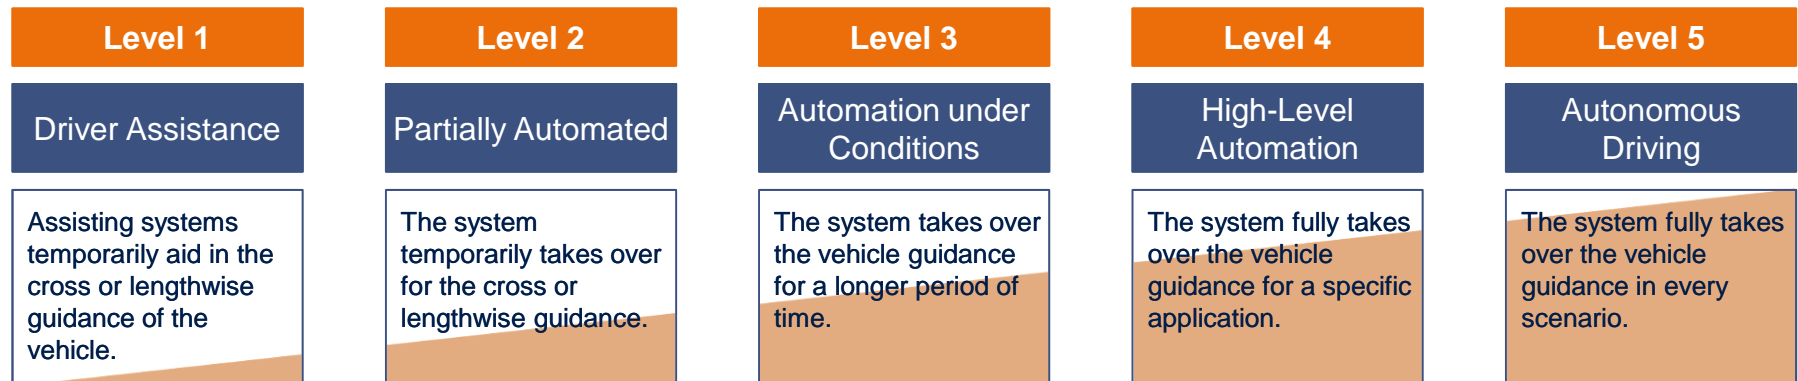 Level 1
Driver Assistance
Assisting systems
temporarily aid in the
cross or lengthwise
guidance of the
vehicle.
Level 2
Partially Automated
The system
temporarily takes over
for the cross or
lengthwise guidance.
Level 3
Automation under
Conditions
The system takes over
the vehicle guidance
for a longer period of
time.
Level 4
High-Level
Automation
The system fully takes
over the vehicle
guidance for a specific
application.
Level 5
Autonomous
Driving
The system fully takes
over the vehicle
guidance in every
scenario.